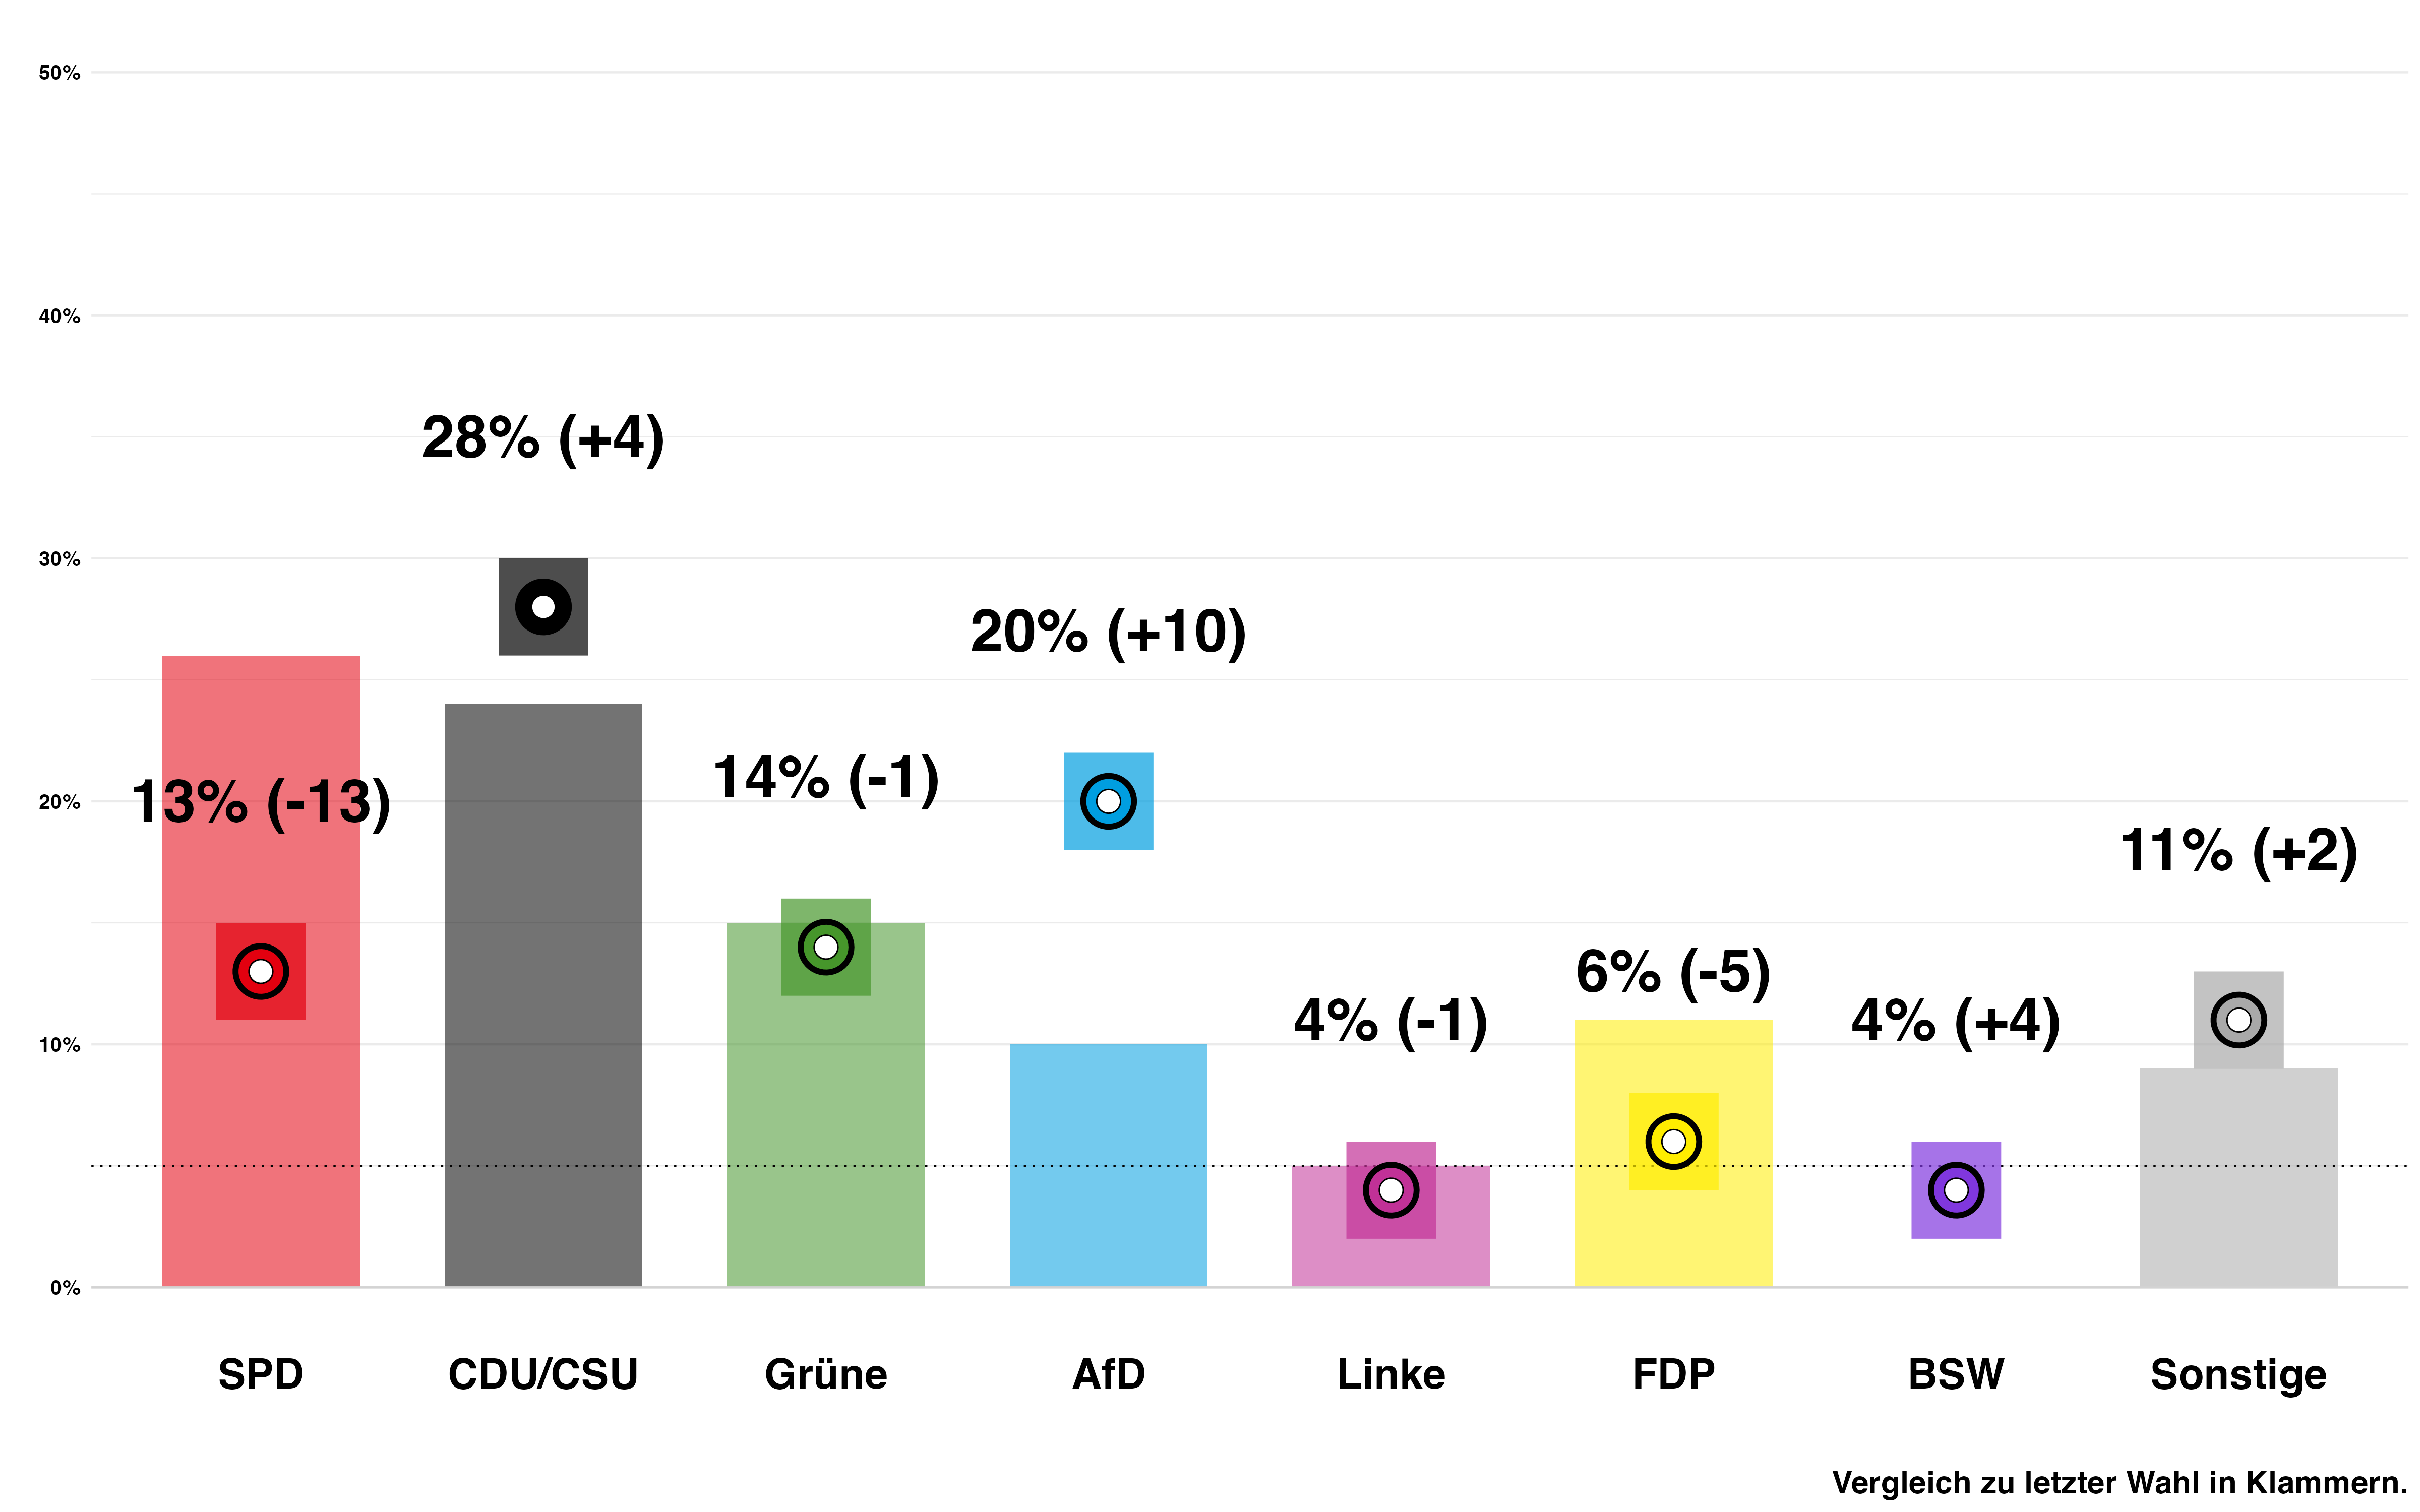 50%
40%
30%
20%
10%
0%
28% (+4)
20% (+10)
14% (-1)
13% (-13)
11% (+2)
6% (-5)
4% (-1)
4% (+4)
SPD
CDU/CSU
Grüne
AfD
Linke
FDP
BSW
Sonstige
Vergleich zu letzter Wahl in Klammern.